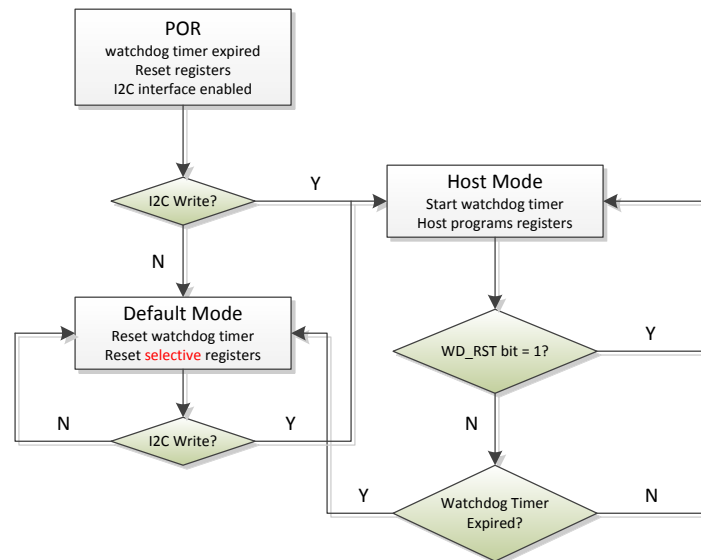 POR
watchdog timer expired
Reset registers
I2C interface enabled
I2C Write?
Y
N
Host Mode
Start watchdog timer
Host programs registers
Default Mode
Reset watchdog timer
Reset selective registers
WD_RST bit = 1?
Y
N
I2C Write?
N
Y
Watchdog Timer
Expired?
Y
N